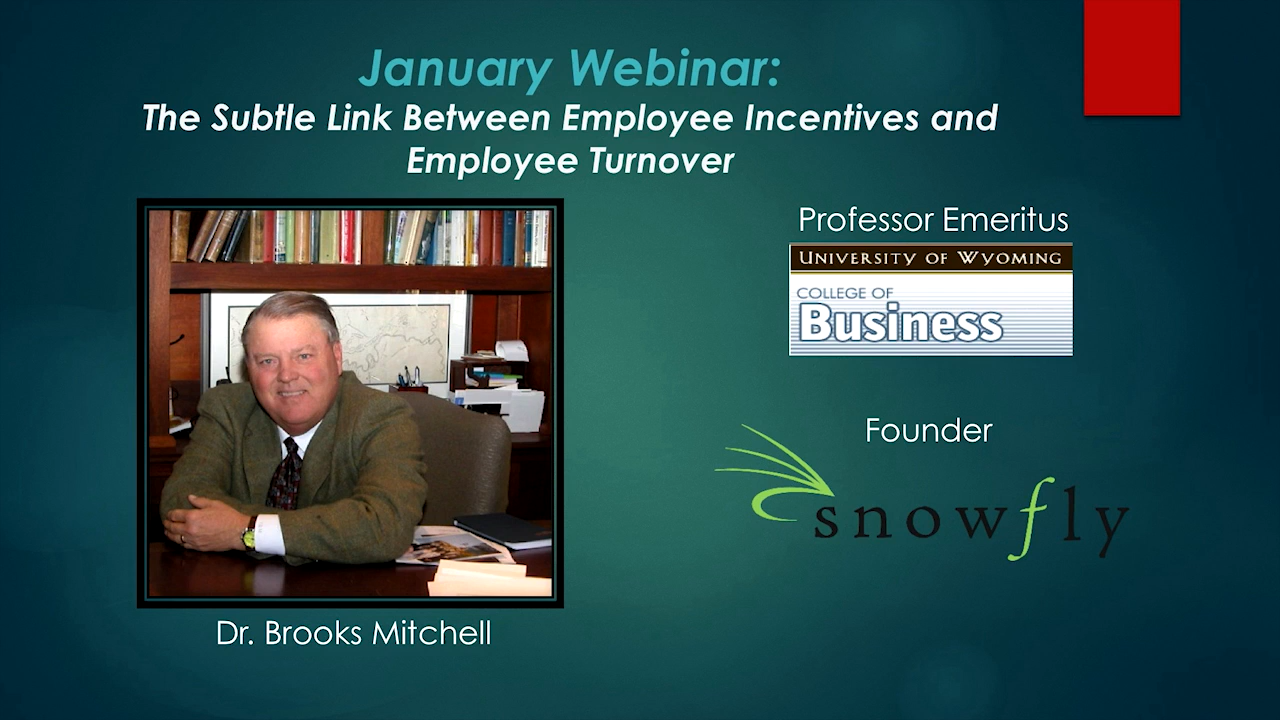 January Webinar:
The Subtle Link Between Employee Incentives and
Employee Turnover
Professor Emeritus
UNIVERSITY OF WYOMING
COLLEGE OF
Business
Founder
snowfly
Dr. Brooks Mitchell